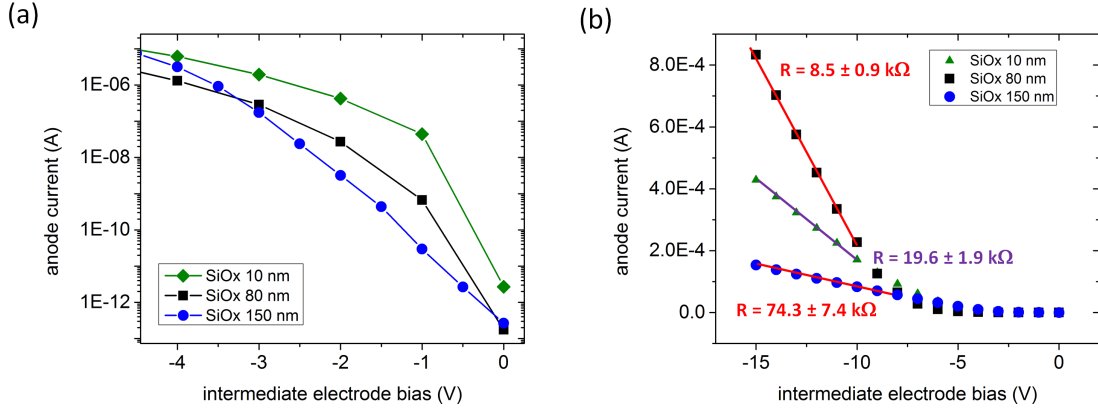 (a)
1E-06
1E-08
1E-10
1E-12
anode current (A)
SiOx 10 nm
SiOx 80 nm
SiOx 150 nm
-4 -3 -2 -1 0
intermediate electrode bias (V)
(b)
8.0E-4
6.0E-4
4.0E-4
2.0E-4
0.0
anode current (A)
R = 8.5 ± 0.9 kΩ
SiOx 10 nm
SiOx 80 nm
SiOx 150 nm
R = 19.6 ± 1.9 kΩ
R = 74.3 ± 7.4 kΩ
-15 -10 -5 0
intermediate electrode bias (V)